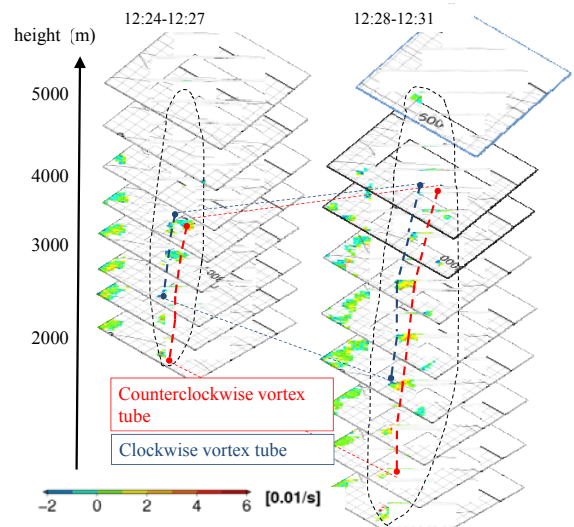 12:24-12:27
12:28-12:31
height (m)
5000
4000
3000
2000
500
000
Counterclockwise vortex
tube
Clockwise vortex tube
[0.01/s]
−2 0 2 4 6